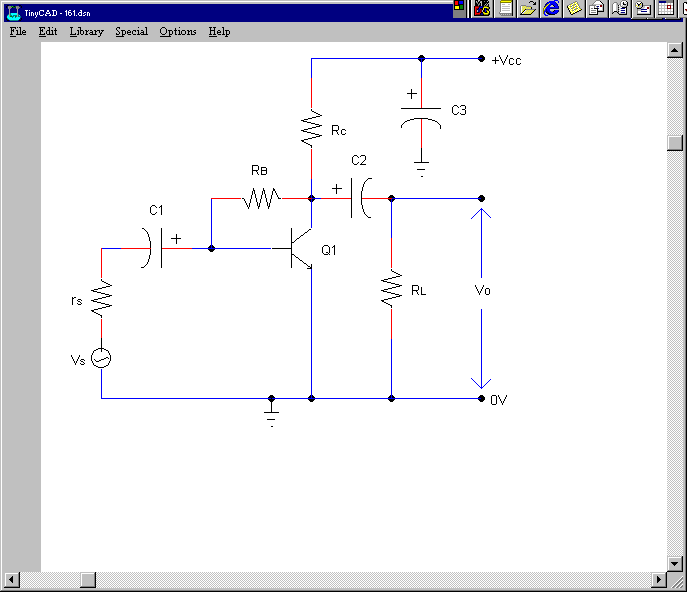 TinyCAD - 161.dsn
File Edit Library Special Options Help
+Vcc
+
C3
Rc
C2
RB
+
C1
+
Q1
rs
RL
Vo
Vs
0V